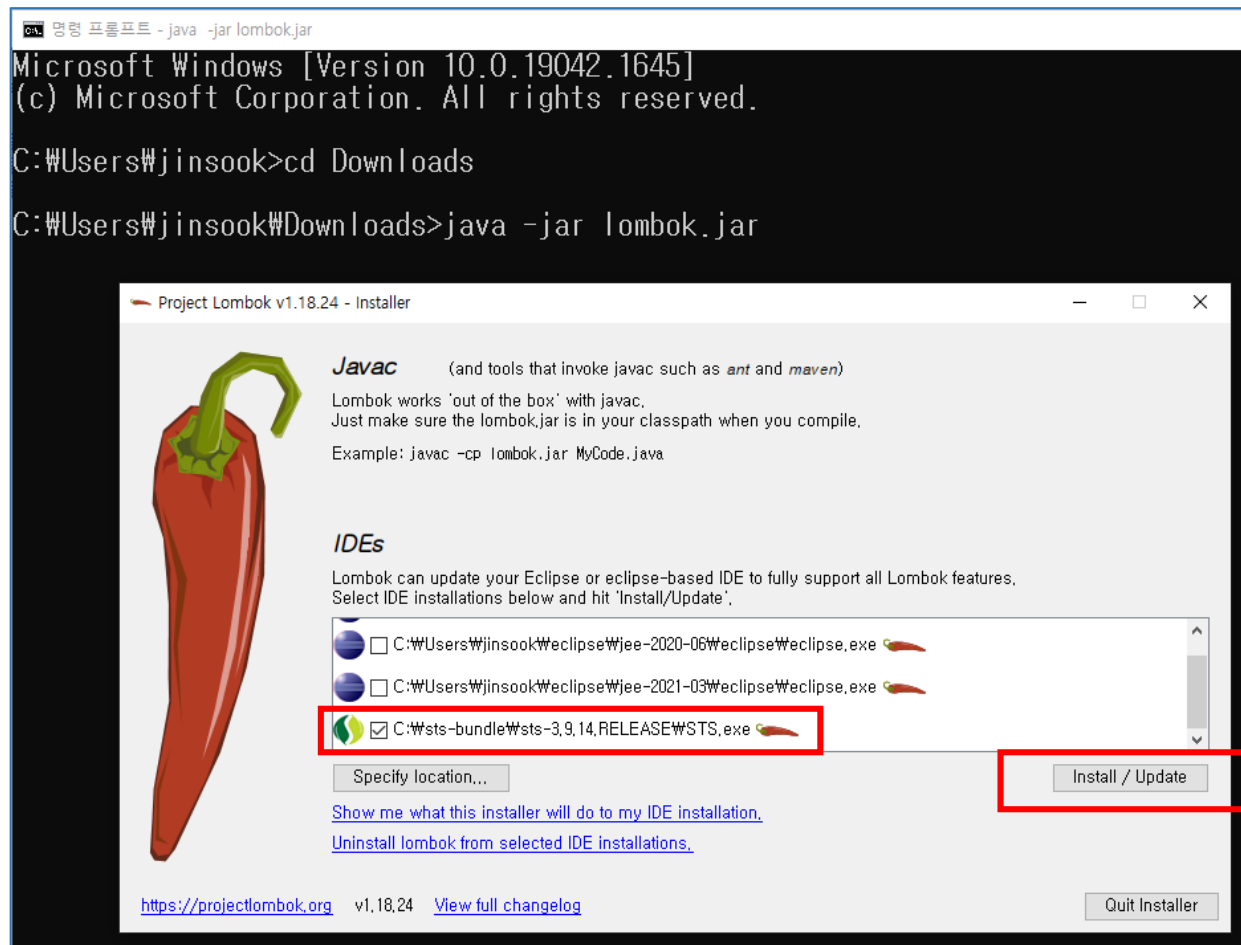 명령 프롬프트 - java  -jar lombok.jar
Microsoft Windows [Version 10.0.19042.1645]
(c) Microsoft Corporation. All rights reserved.
C:₩Users₩jinsook>cd Downloads
C:₩Users₩jinsook₩Downloads>java -jar lombok.jar
Project Lombok v1.18.24 - Installer
Javac (and tools that invoke javac such as ant and maven)
Lombok works 'out of the box' with javac.
Just make sure the lombok.jar is in your classpath when you compile.
Example: javac -cp lombok.jar MyCode.java
IDEs
Lombok can update your Eclipse or eclipse-based IDE to fully support all Lombok features.
Select IDE installations below and hit 'Install/Update'.
C:₩Users₩jinsook₩eclipse₩jee-2020-06₩eclipse₩eclipse.exe
C:₩Users₩jinsook₩eclipse₩jee-2021-03₩eclipse₩eclipse.exe
C:₩sts-bundle₩sts-3.9.14.RELEASE₩STS.exe
Specify location... Install / Update
Show me what this installer will do to my IDE installation.
Uninstall lombok from selected IDE installations.
https://projectlombok.org v1.18.24 View full changelog Quit Installer